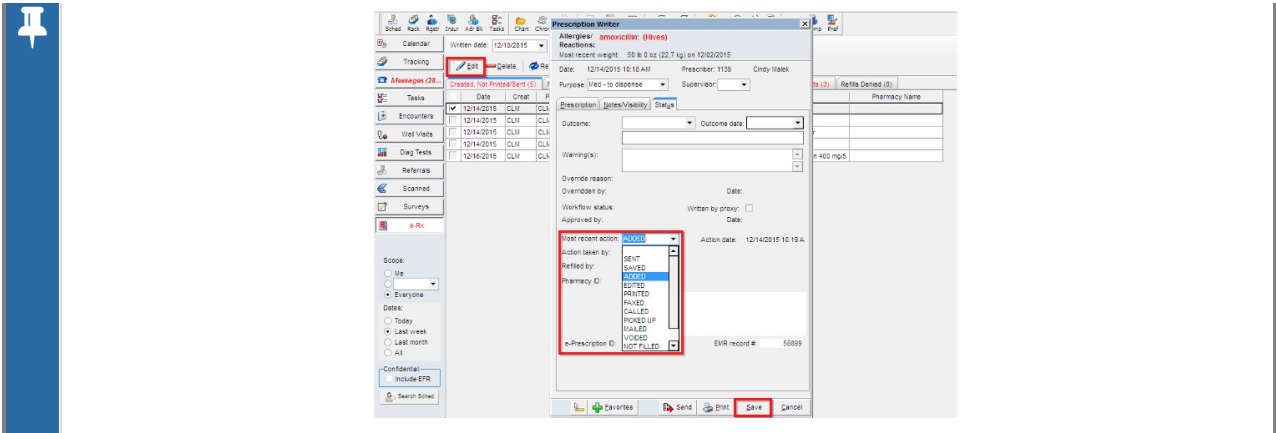 Sched Rack Rgstr Insur Adr Bk Tasks Chart
Prescription Writer
Pref
Calendar
Tracking
Messages (28...
Tasks
Encounters
Well Visits
Diag Tests
Referrals
Scanned
Surveys
e-Rx
Scope:
Me
Everyone
Dates:
Today
Last week
Last month
All
Confidential
Include EFR
Search Sched
Written date: 12/10/2015
Edit Delete Re
Created, Not Printed/Sent (5)
Date Creat P
12/14/2015 CLM CLM
12/14/2015 CLM CLM
12/14/2015 CLM CLM
12/14/2015 CLM CLM
12/16/2015 CLM CLM
Allergies/ amoxicillin: (Hives)
Reactions:
Most recent weight: 50 lb 0 oz (22.7 kg) on 12/02/2015
Date: 12/14/2015 10:18 AM Prescriber: 1139 Cindy Malek
Purpose: Med - to dispense Supervisor:
Prescription Notes/Visibility Status
Outcome: Outcome date:
Warning(s):
Override reason:
Overridden by: Date:
Workflow status: Written by proxy:
Approved by: Date:
Most recent action: ADDED Action date: 12/14/2015 10:19 A
Action taken by:
Refilled by:
Pharmacy ID:
SENT
SAVED
ADDED
EDITED
PRINTED
FAXED
CALLED
PICKED UP
MAILED
VOIDED
NOT FILLED
e-Prescription ID: EMR record #: 58899
Favorites Send Print Save Cancel
(3) Refills Denied (0)
Pharmacy Name
n 400 mg/5